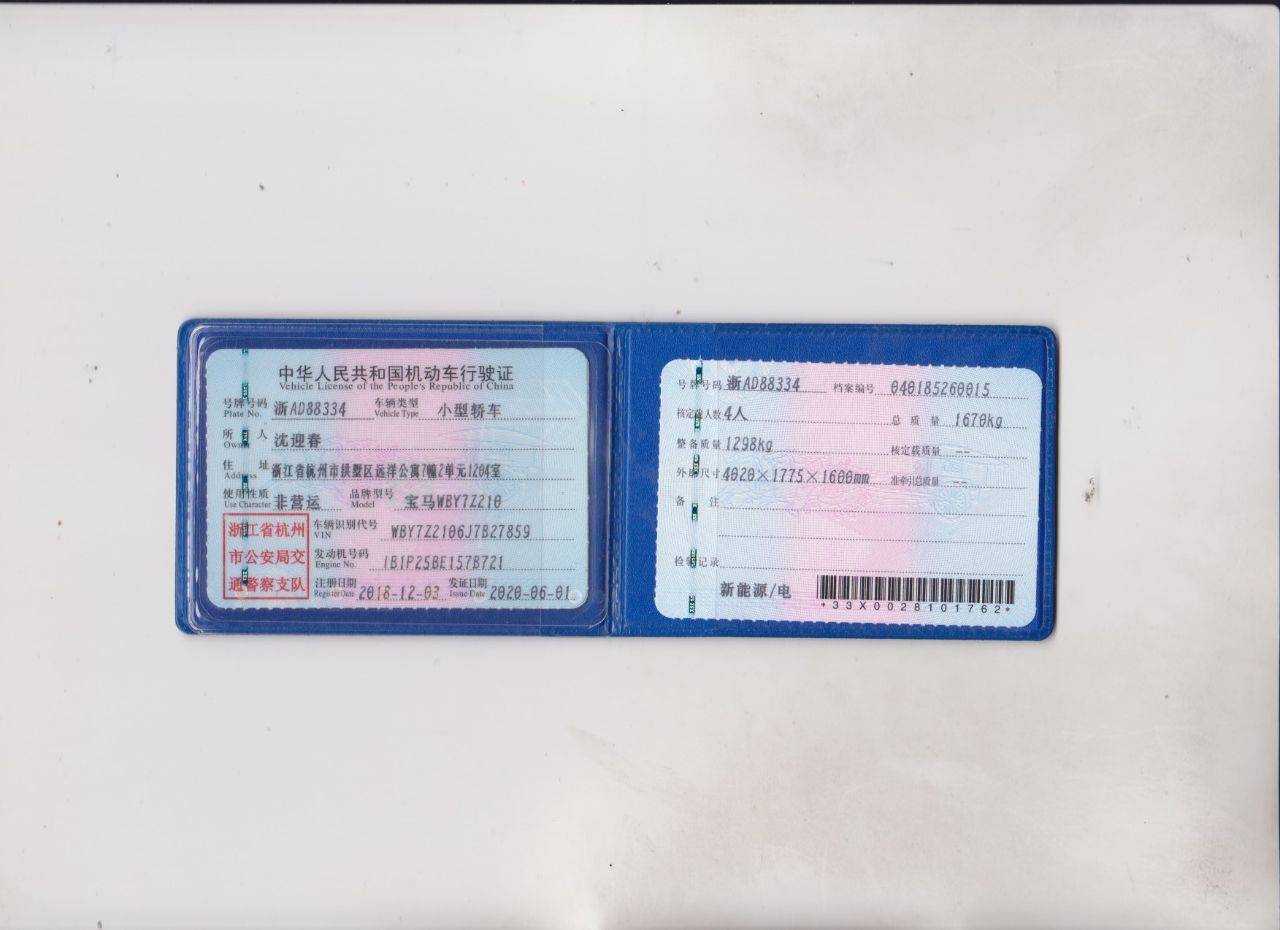 中华人民共和国机动车行驶证
Vehicle License of the People's Republic of China
号牌号码 浙AD88334 车辆类型 小型轿车
Plate No. Vehicle Type
所有人 沈迎春
Owner
住址 浙江省杭州市拱墅区远洋公寓7幢2单元1204室
Address
使用性质 非营运 品牌型号 宝马WBY7Z210
Use Character Model
浙江省杭州
市公安局交
通警察支队
车辆识别代号 WBY7Z2106J7B27859
VIN
发动机号码 IB1P25BE157B721
Engine No.
注册日期 2018-12-03 发证日期 2020-06-01
Register Date Issue Date
号牌号码 浙AD88334 档案编号 040185260015
核定载人数 4人 总质量 1670kg
整备质量 1298kg 核定载质量 --
外廓尺寸 4020×1775×1600mm 准牵引总质量 --
备注
检验记录
新能源/电
*33X0028101762*